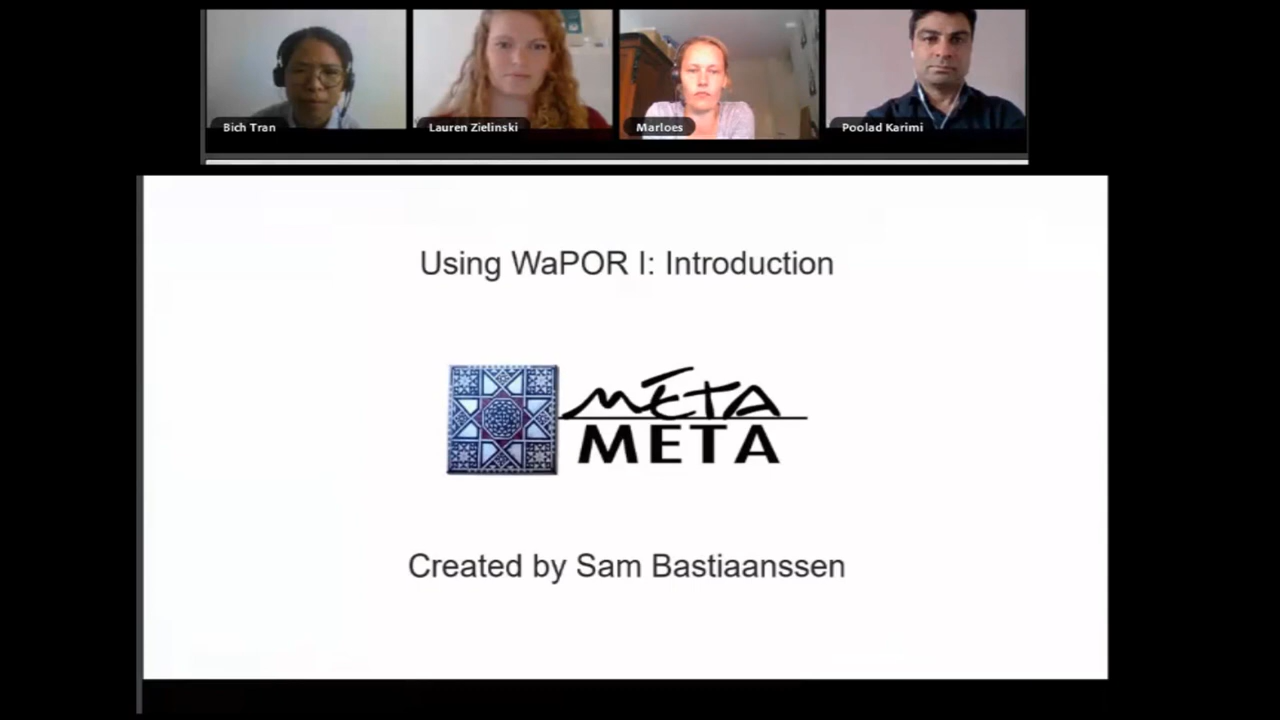 Bich Tran
Lauren Zielinski
Marloes
Poolad Karimi
Using WaPOR I: Introduction
META
META
Created by Sam Bastiaanssen